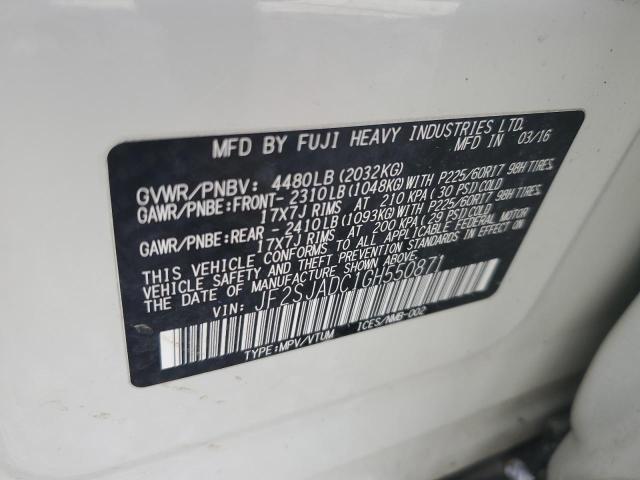 MFD BY FUJI HEAVY INDUSTRIES LTD.
MFD IN 03/16
GVWR/PNBV: 4480LB (2032KG)
GAWR/PNBE:FRONT- 2310LB (1048KG)WITH P225/60R17 98H TIRES,
17X7J RIMS AT 210 KPA (30 PSI)COLD
GAWR/PNBE:REAR - 2410LB (1093KG)WITH P225/60R17 98H TIRES,
17X7J RIMS AT 200 KPA (29 PSI)COLD
THIS VEHICLE CONFORMS TO ALL APPLICABLE FEDERAL MOTOR
VEHICLE SAFETY AND THEFT PREVENTION STANDARDS IN EFFECT ON
THE DATE OF MANUFACTURE SHOWN ABOVE.
VIN: JF2SJADC1GH550871
TYPE:MPV/VTUM ICES/NMB-002